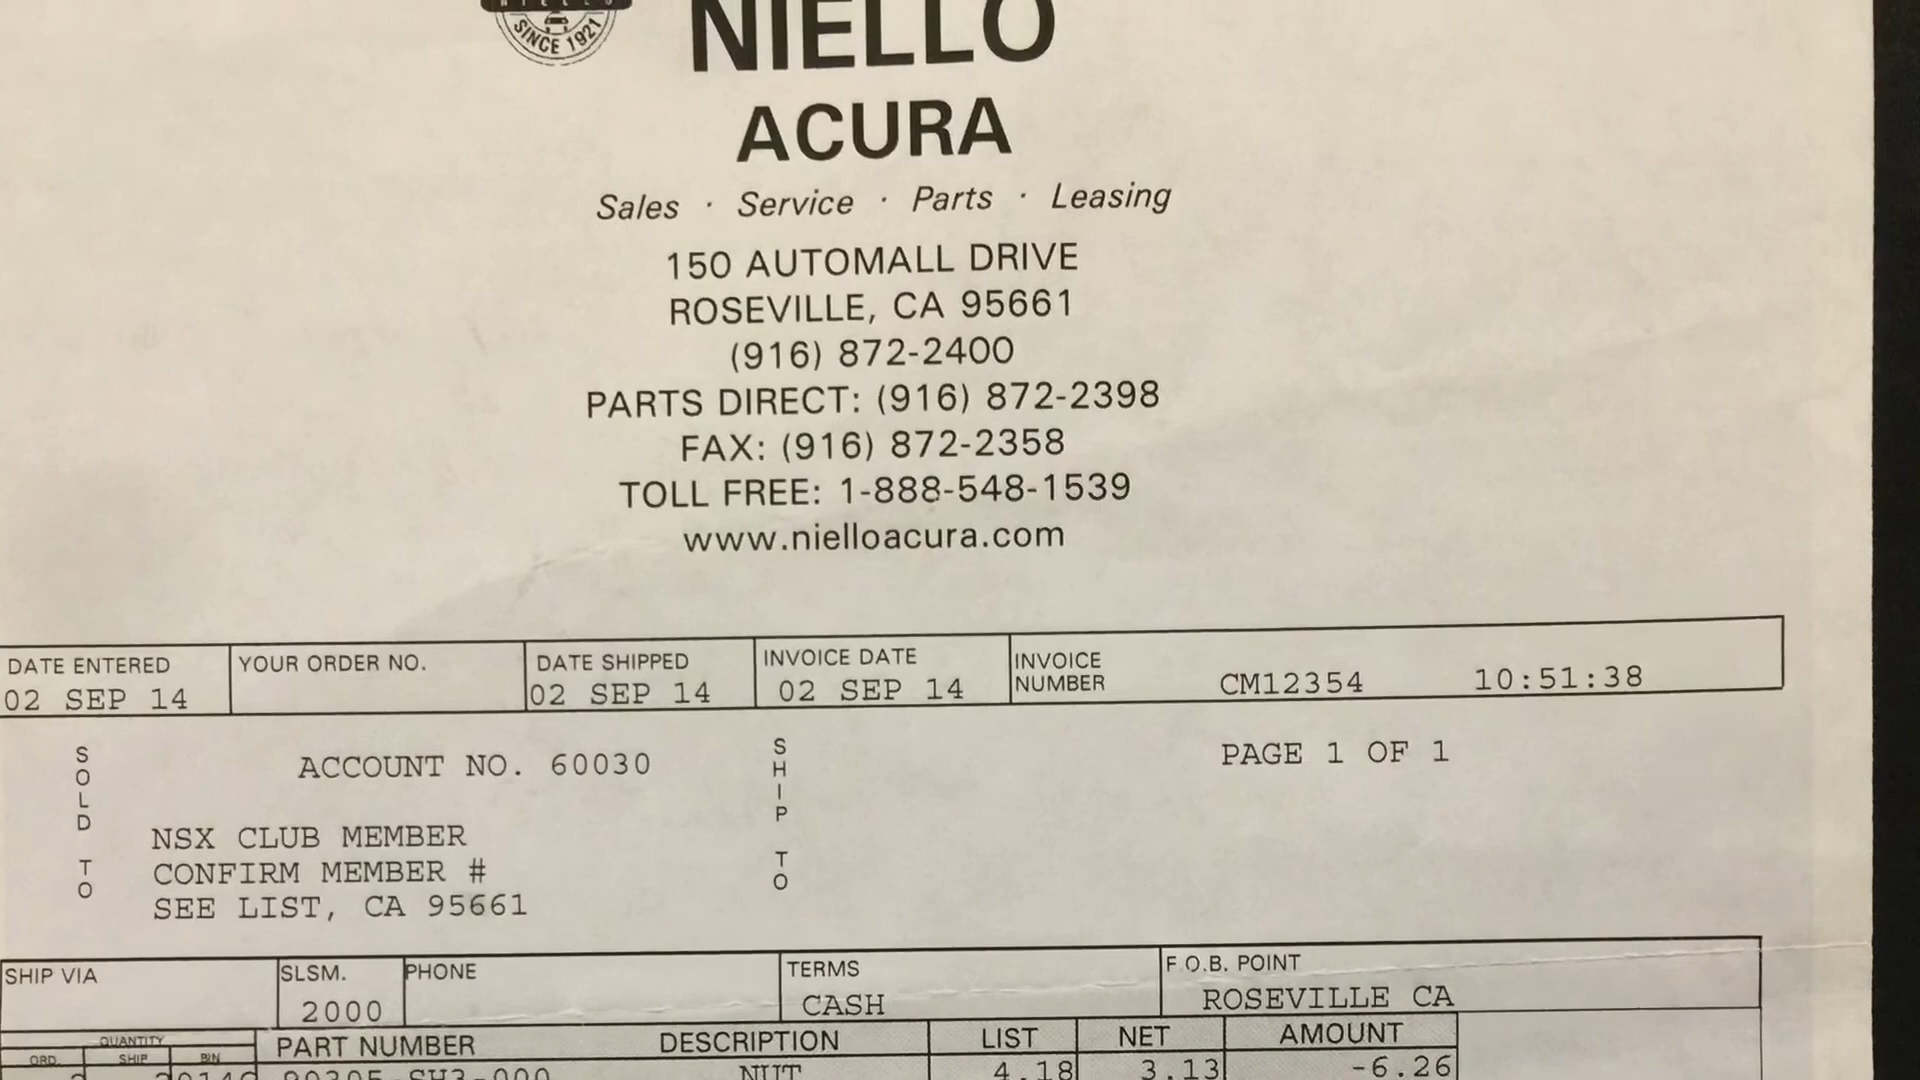 SINCE 1921
NIELLO
ACURA
Sales · Service · Parts · Leasing
150 AUTOMALL DRIVE
ROSEVILLE, CA 95661
(916) 872-2400
PARTS DIRECT: (916) 872-2398
FAX: (916) 872-2358
TOLL FREE: 1-888-548-1539
www.nielloacura.com
DATE ENTERED YOUR ORDER NO. DATE SHIPPED INVOICE DATE INVOICE NUMBER
02 SEP 14 02 SEP 14 02 SEP 14 CM12354 10:51:38
SOLD TO ACCOUNT NO. 60030 SHIP TO PAGE 1 OF 1
NSX CLUB MEMBER
CONFIRM MEMBER #
SEE LIST, CA 95661
SHIP VIA SLSM. PHONE TERMS F.O.B. POINT
2000 CASH ROSEVILLE CA
QUANTITY PART NUMBER DESCRIPTION LIST NET AMOUNT
ORD. SHIP BIN
NUT 4.18 3.13 -6.26